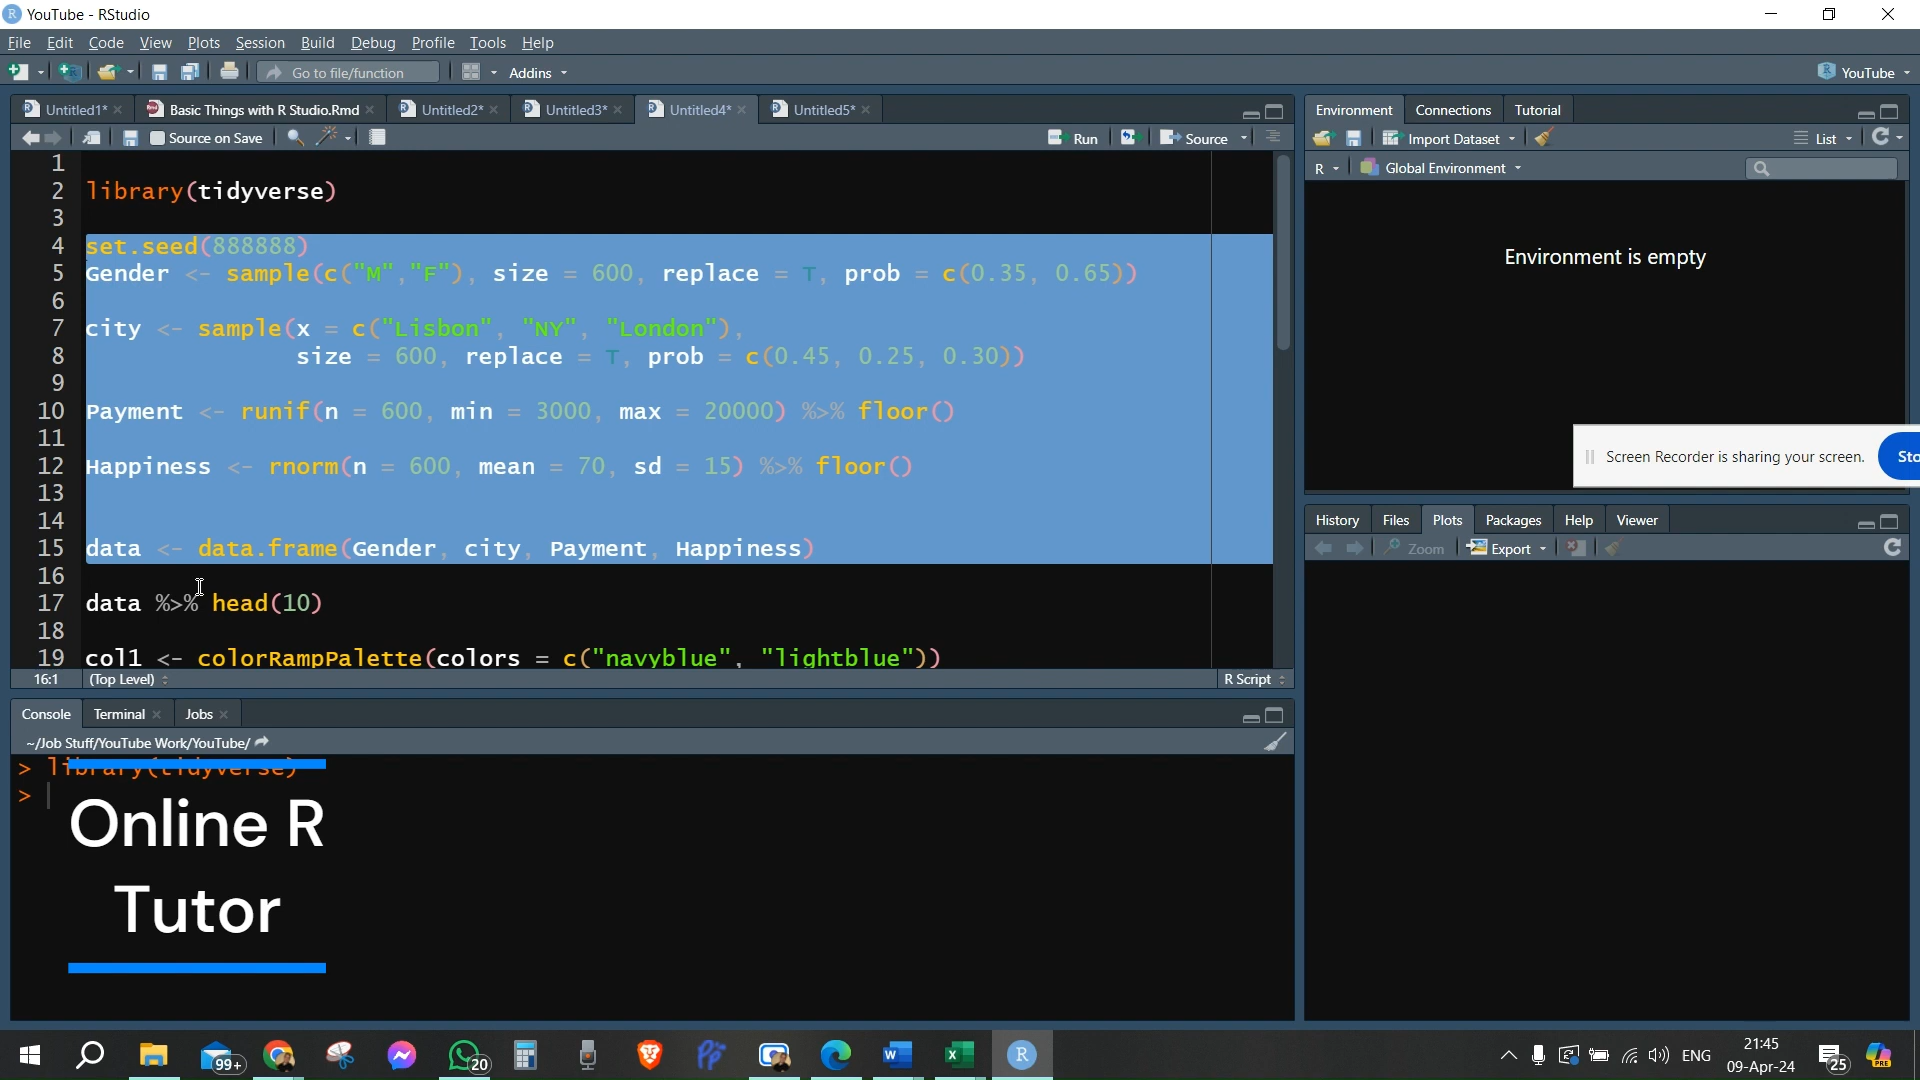 YouTube - RStudio
File Edit Code View Plots Session Build Debug Profile Tools Help
Go to file/function Addins YouTube
Untitled1* Basic Things with R Studio.Rmd Untitled2* Untitled3* Untitled4* Untitled5*
Source on Save Run Source
1
2 library(tidyverse)
3
4 set.seed(888888)
5 Gender <- sample(c("M","F"), size = 600, replace = T, prob = c(0.35, 0.65))
6
7 city <- sample(x = c("Lisbon", "NY", "London"),
8 size = 600, replace = T, prob = c(0.45, 0.25, 0.30))
9
10 Payment <- runif(n = 600, min = 3000, max = 20000) %>% floor()
11
12 Happiness <- rnorm(n = 600, mean = 70, sd = 15) %>% floor()
13
14
15 data <- data.frame(Gender, city, Payment, Happiness)
16
17 data %>% head(10)
18
19 col1 <- colorRampPalette(colors = c("navyblue", "lightblue"))
16:1 (Top Level) R Script
Console Terminal Jobs
~/Job Stuff/YouTube Work/YouTube/
> library(tidyverse)
>
Online R
Tutor
Environment Connections Tutorial
Import Dataset List
R Global Environment
Environment is empty
Screen Recorder is sharing your screen. Sto
History Files Plots Packages Help Viewer
Zoom Export
99+ 20 ENG 21:45
09-Apr-24 25 PRE